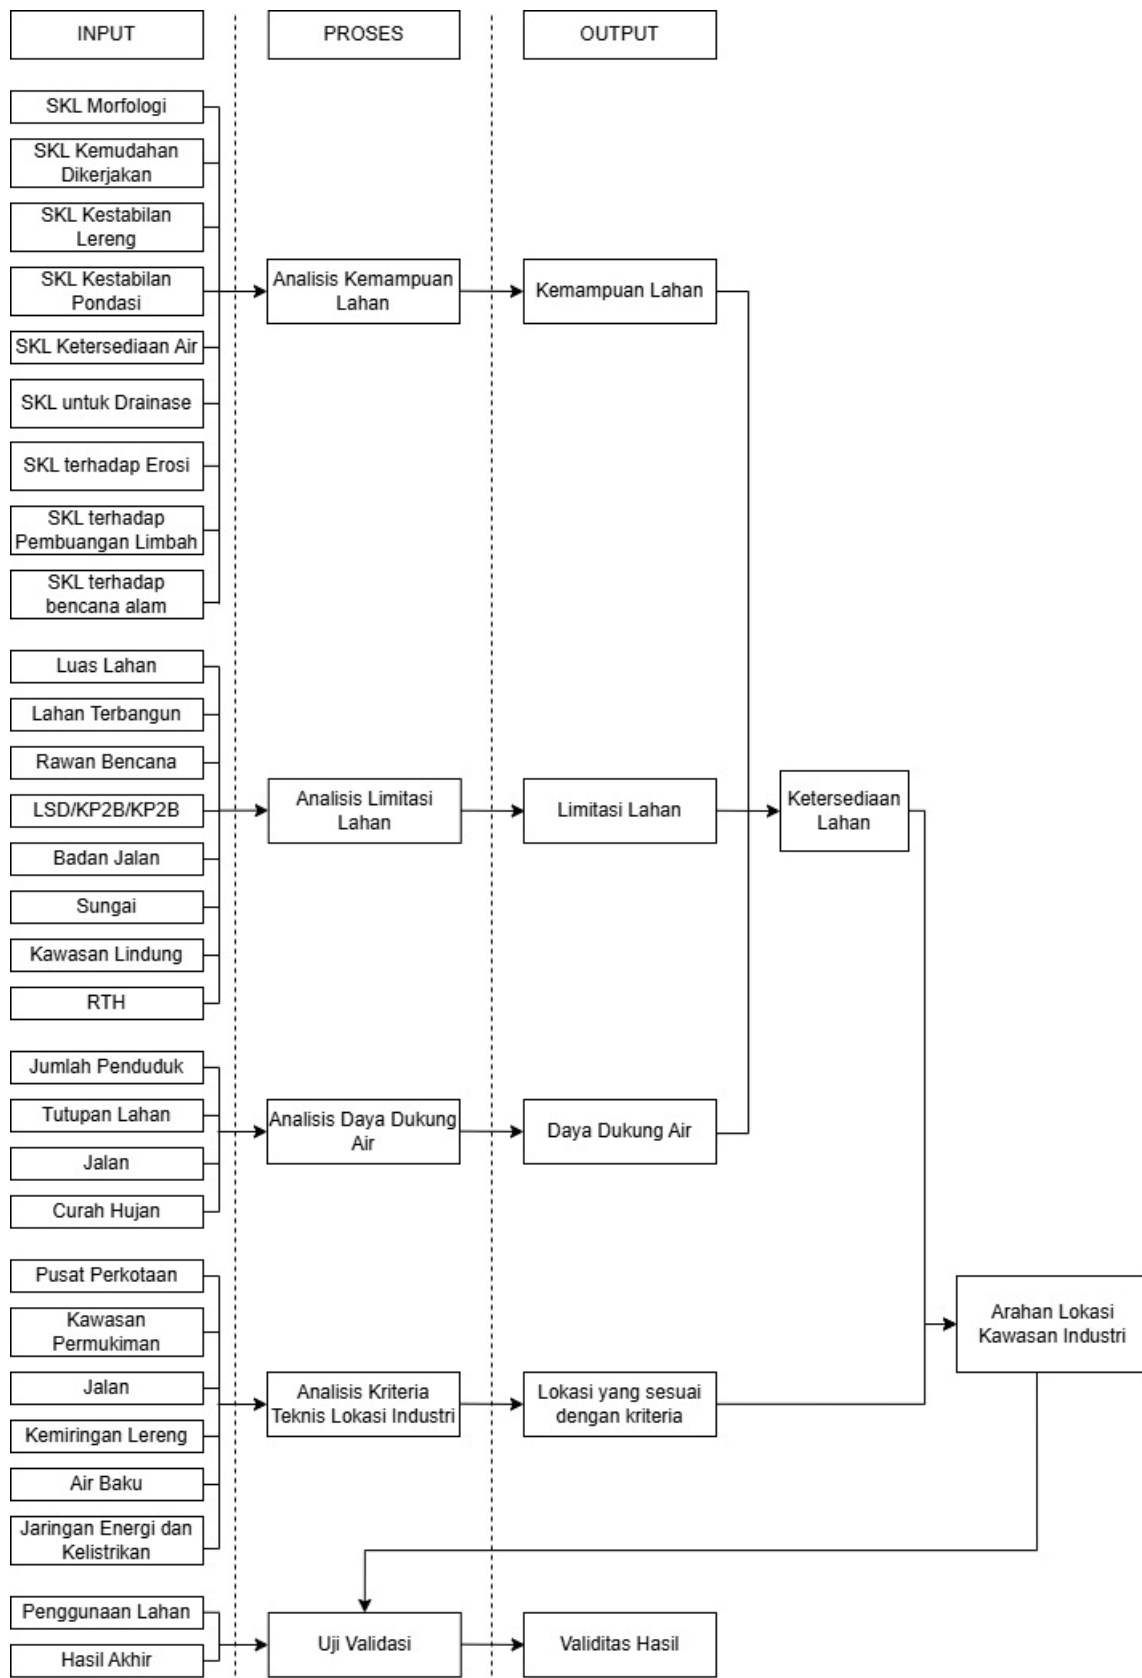 INPUT
PROSES
OUTPUT
SKL Morfologi
SKL Kemudahan
Dikerjakan
SKL Kestabilan
Lereng
SKL Kestabilan
Pondasi
SKL Ketersediaan Air
SKL untuk Drainase
SKL terhadap Erosi
SKL terhadap
Pembuangan Limbah
SKL terhadap
bencana alam
Analisis Kemampuan
Lahan
Kemampuan Lahan
Luas Lahan
Lahan Terbangun
Rawan Bencana
LSD/KP2B/KP2B
Badan Jalan
Sungai
Kawasan Lindung
RTH
Analisis Limitasi
Lahan
Limitasi Lahan
Ketersediaan
Lahan
Jumlah Penduduk
Tutupan Lahan
Jalan
Curah Hujan
Analisis Daya Dukung
Air
Daya Dukung Air
Pusat Perkotaan
Kawasan
Permukiman
Jalan
Kemiringan Lereng
Air Baku
Jaringan Energi dan
Kelistrikan
Analisis Kriteria
Teknis Lokasi Industri
Lokasi yang sesuai
dengan kriteria
Arahan Lokasi
Kawasan Industri
Penggunaan Lahan
Hasil Akhir
Uji Validasi
Validitas Hasil